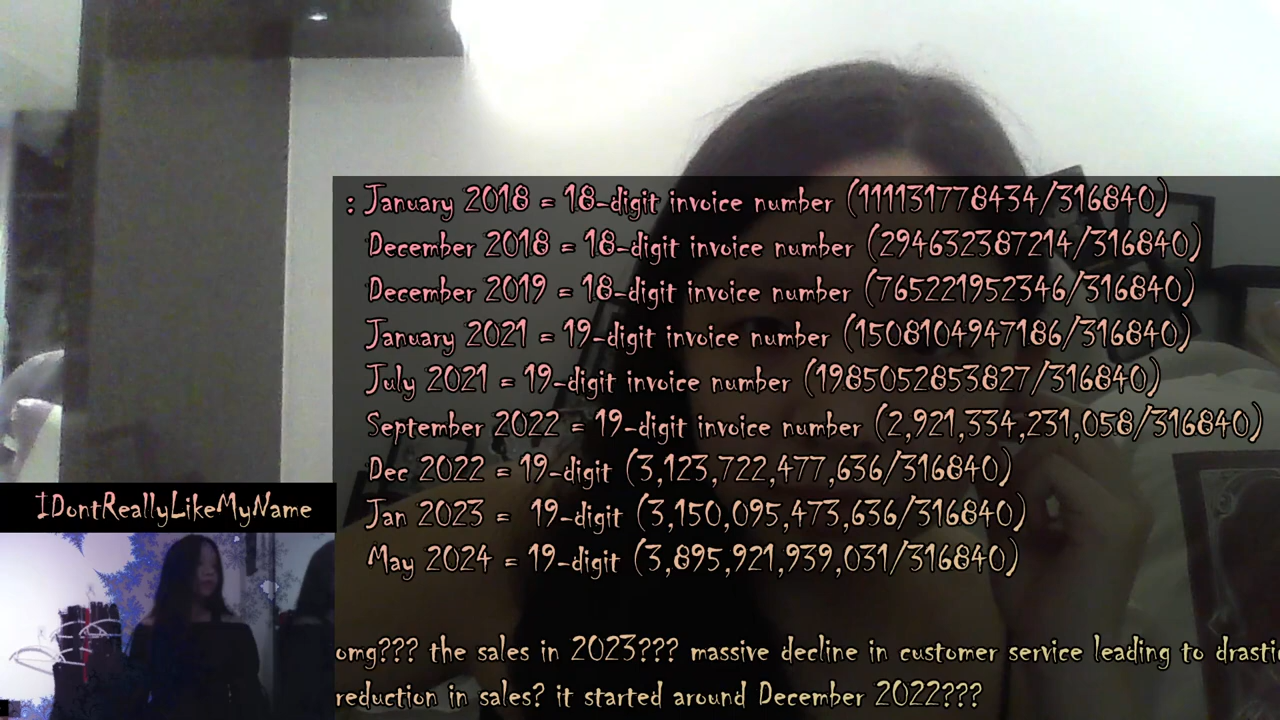 : January 2018 = 18-digit invoice number (111131778434/316840)
December 2018 = 18-digit invoice number (294632387214/316840)
December 2019 = 18-digit invoice number (765221952346/316840)
January 2021 = 19-digit invoice number (1508104947186/316840)
July 2021 = 19-digit invoice number (1985052853827/316840)
September 2022 = 19-digit invoice number (2,921,334,231,058/316840)
Dec 2022 = 19-digit (3,123,722,477,636/316840)
Jan 2023 = 19-digit (3,150,095,473,636/316840)
May 2024 = 19-digit (3,895,921,939,031/316840)
IDontReallyLikeMyName
omg??? the sales in 2023??? massive decline in customer service leading to drasti
reduction in sales? it started around December 2022???